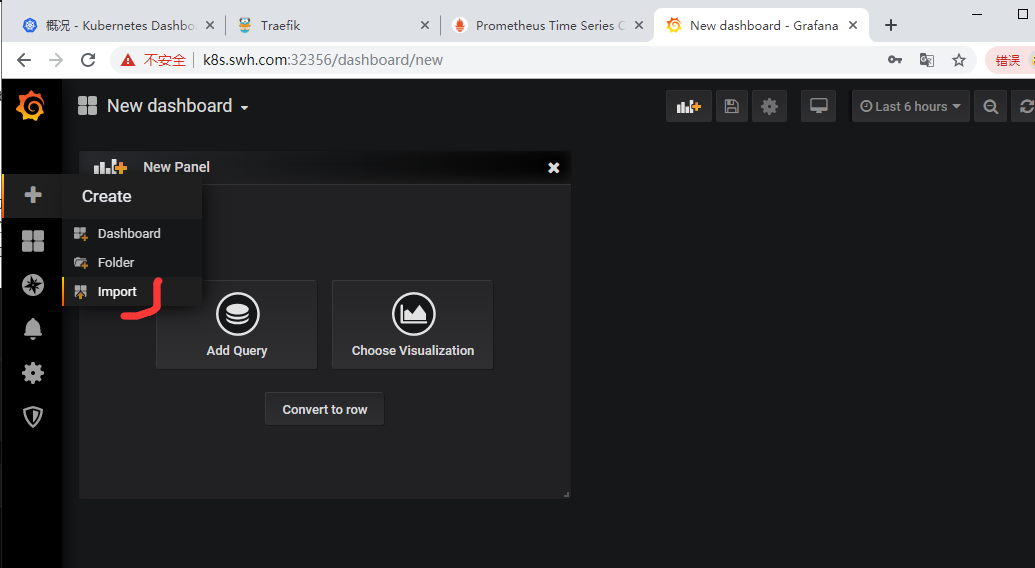 概况 - Kubernetes Dashbo
Traefik
Prometheus Time Series C
New dashboard - Grafana
不安全
k8s.swh.com:32356/dashboard/new
错误
New dashboard
Last 6 hours
New Panel
Create
Dashboard
Folder
Import
Add Query
Choose Visualization
Convert to row